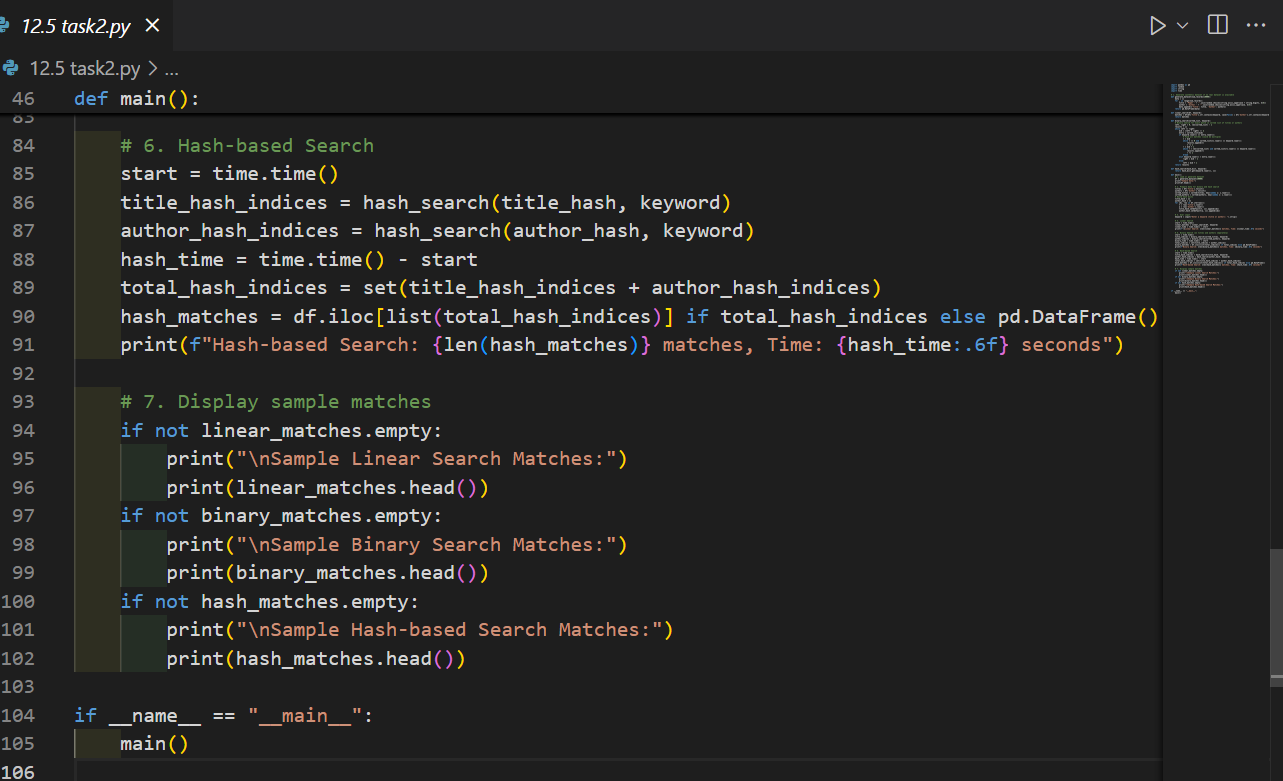 12.5 task2.py
12.5 task2.py > ...
46 def main():
84 # 6. Hash-based Search
85 start = time.time()
86 title_hash_indices = hash_search(title_hash, keyword)
87 author_hash_indices = hash_search(author_hash, keyword)
88 hash_time = time.time() - start
89 total_hash_indices = set(title_hash_indices + author_hash_indices)
90 hash_matches = df.iloc[list(total_hash_indices)] if total_hash_indices else pd.DataFrame()
91 print(f"Hash-based Search: {len(hash_matches)} matches, Time: {hash_time:.6f} seconds")
92
93 # 7. Display sample matches
94 if not linear_matches.empty:
95 print("\nSample Linear Search Matches:")
96 print(linear_matches.head())
97 if not binary_matches.empty:
98 print("\nSample Binary Search Matches:")
99 print(binary_matches.head())
100 if not hash_matches.empty:
101 print("\nSample Hash-based Search Matches:")
102 print(hash_matches.head())
103
104 if __name__ == "__main__":
105 main()
106